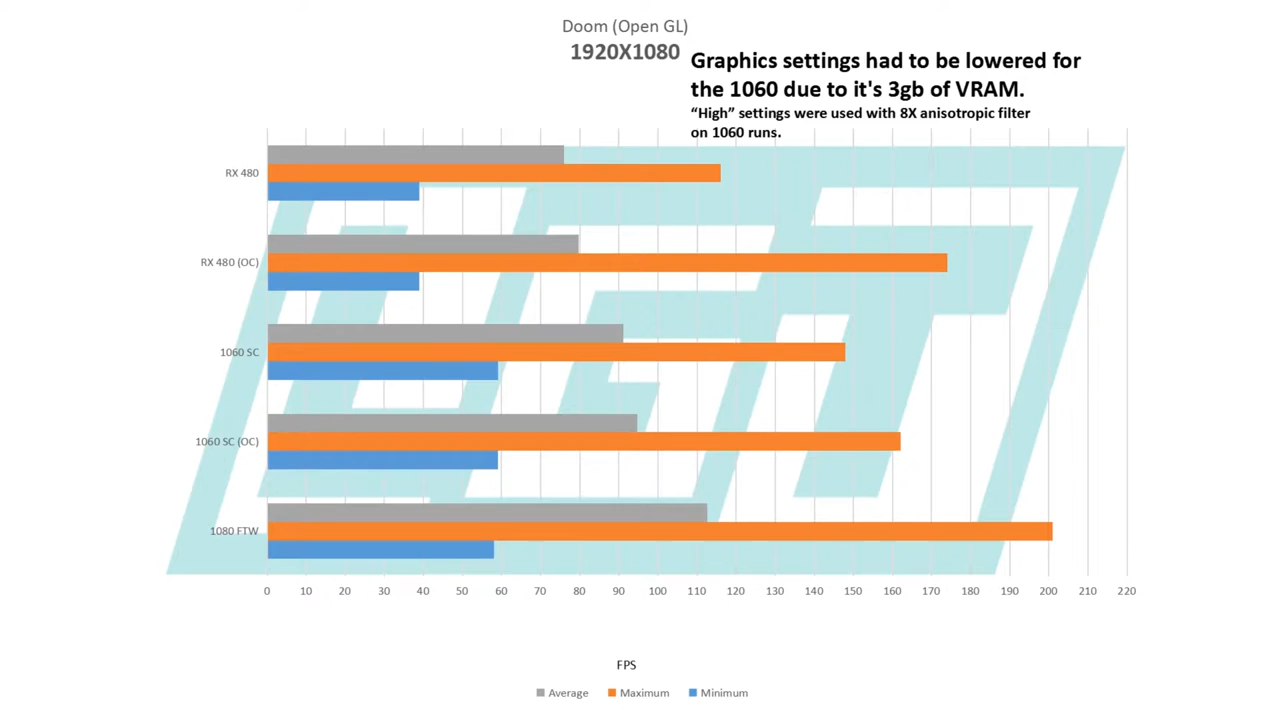 Doom (Open GL)
1920X1080
Graphics settings had to be lowered for
the 1060 due to it's 3gb of VRAM.
“High” settings were used with 8X anisotropic filter
on 1060 runs.
RX 480
RX 480 (OC)
1060 SC
1060 SC (OC)
1080 FTW
0 10 20 30 40 50 60 70 80 90 100 110 120 130 140 150 160 170 180 190 200 210 220
FPS
Average Maximum Minimum